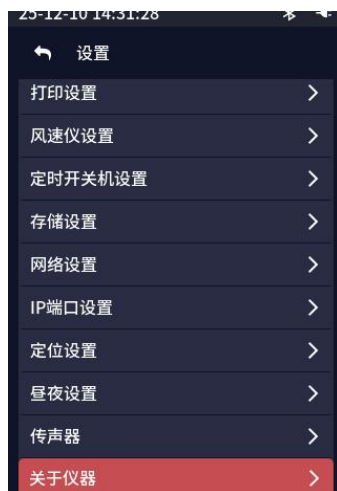 25-12-10 14:31:28
设置
打印设置
风速仪设置
定时开关机设置
存储设置
网络设置
IP端口设置
定位设置
昼夜设置
传声器
关于仪器